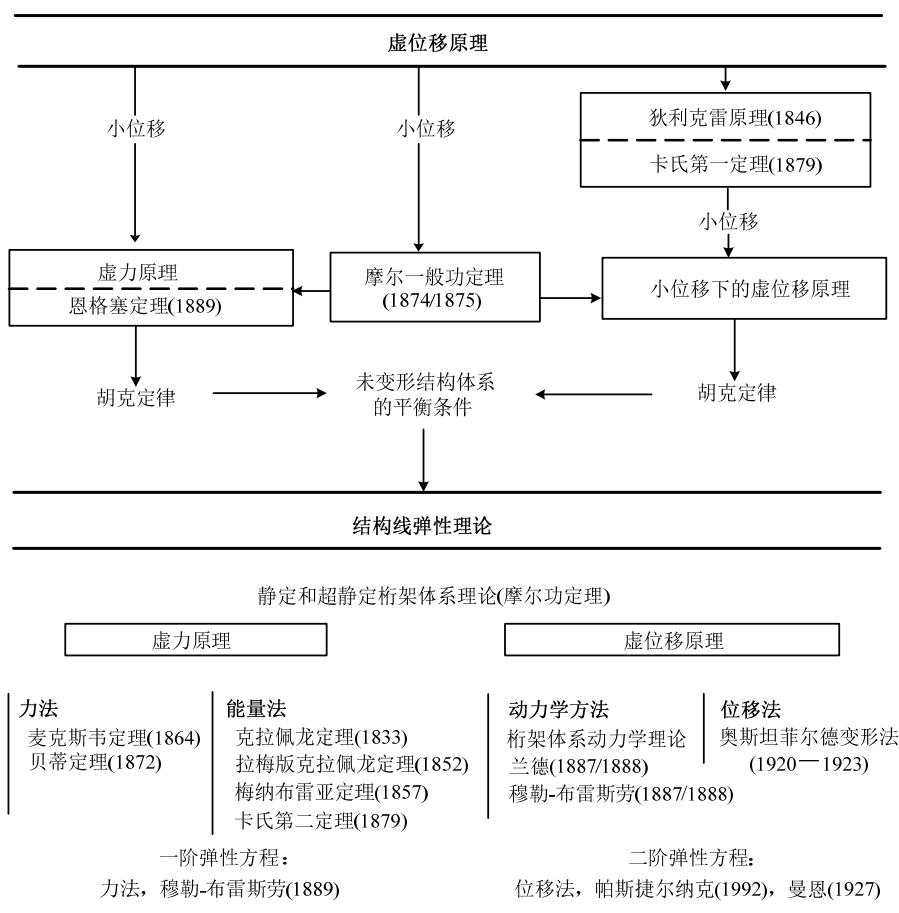 虚位移原理
小位移
小位移
狄利克雷原理(1846)
卡氏第一定理(1879)
小位移
虚力原理
恩格塞定理(1889)
摩尔一般功定理
(1874/1875)
小位移下的虚位移原理
胡克定律
未变形结构体系
的平衡条件
胡克定律
结构线弹性理论
静定和超静定桁架体系理论(摩尔功定理)
虚力原理
虚位移原理
力法
麦克斯韦定理(1864)
贝蒂定理(1872)
能量法
克拉佩龙定理(1833)
拉梅版克拉佩龙定理(1852)
梅纳布雷亚定理(1857)
卡氏第二定理(1879)
动力学方法
桁架体系动力学理论
兰德(1887/1888)
穆勒-布雷斯劳(1887/1888)
位移法
奥斯坦菲尔德变形法
(1920—1923)
一阶弹性方程：
力法，穆勒-布雷斯劳(1889)
二阶弹性方程：
位移法，帕斯捷尔纳克(1992)，曼恩(1927)